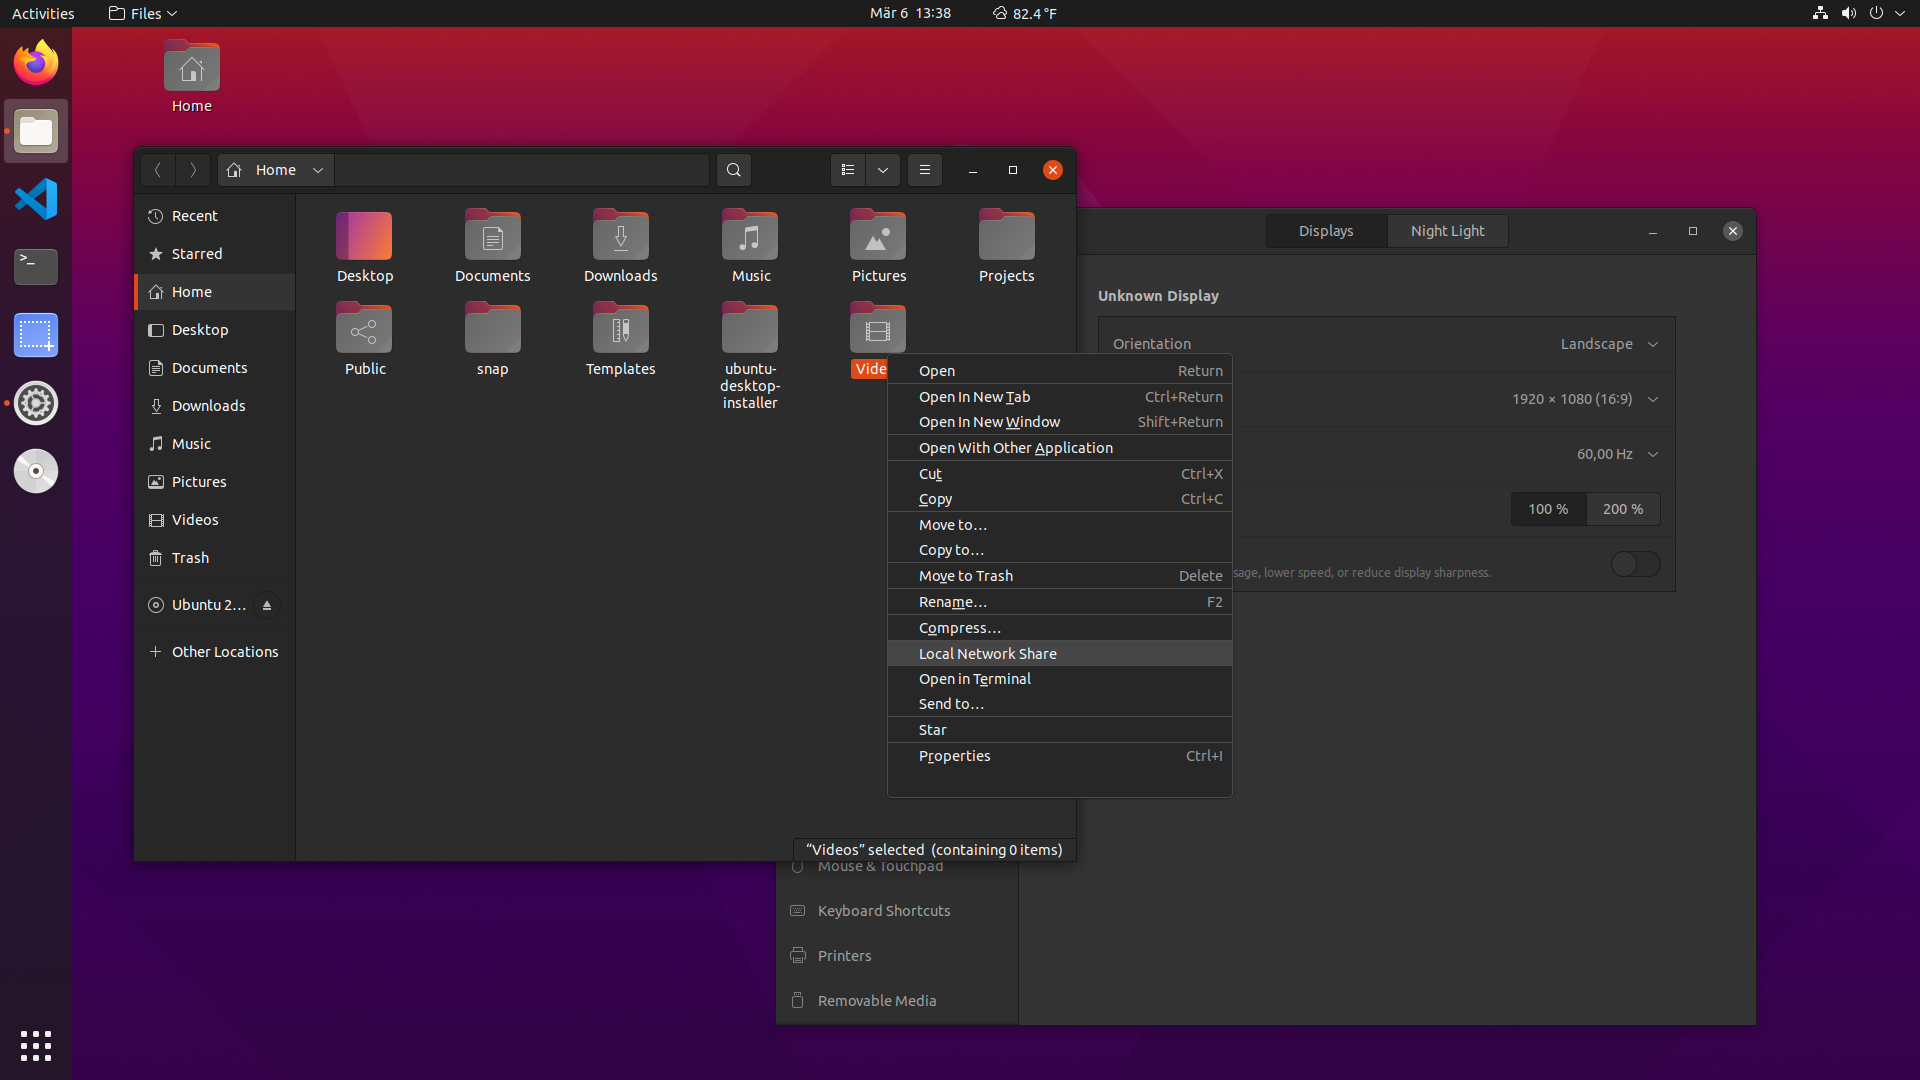 Activities
Files
Mär 6 13:38
82.4 °F
Home
Home
Recent
Starred
Home
Desktop
Documents
Downloads
Music
Pictures
Videos
Trash
Ubuntu 2…
Other Locations
Desktop
Documents
Downloads
Music
Pictures
Projects
Public
snap
Templates
ubuntu-
desktop-
installer
Vide
Open Return
Open In New Tab Ctrl+Return
Open In New Window Shift+Return
Open With Other Application
Cut Ctrl+X
Copy Ctrl+C
Move to…
Copy to…
Move to Trash Delete
Rename… F2
Compress…
Local Network Share
Open in Terminal
Send to…
Star
Properties Ctrl+I
“Videos” selected (containing 0 items)
Displays
Night Light
Unknown Display
Orientation Landscape
1920 × 1080 (16:9)
60,00 Hz
100 % 200 %
sage, lower speed, or reduce display sharpness.
Mouse & Touchpad
Keyboard Shortcuts
Printers
Removable Media